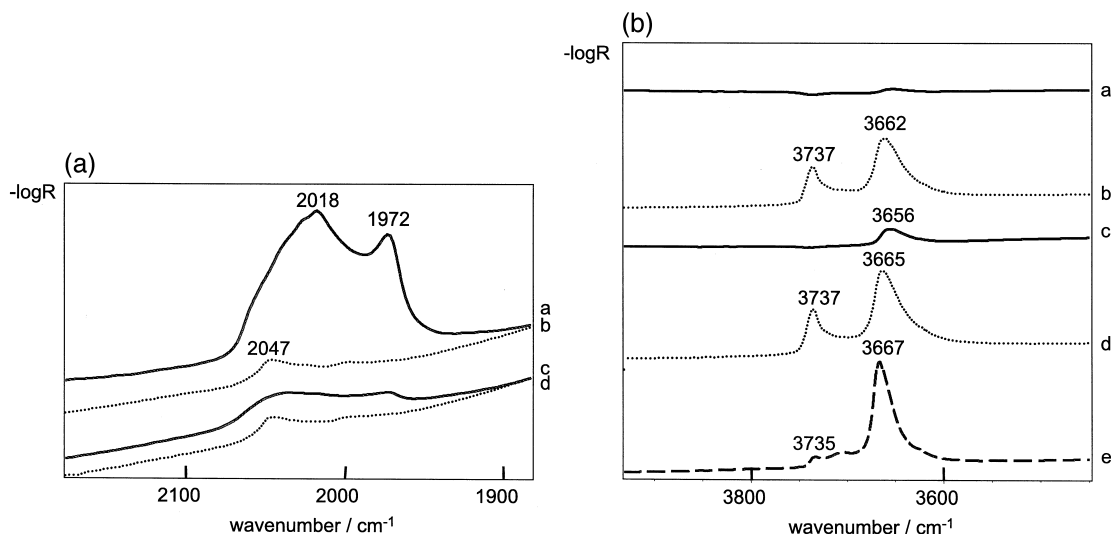 (a)
-logR
2018
1972
2047
a
b
c
d
2100
2000
1900
wavenumber / cm-1
(b)
-logR
a
3662
3737
b
3656
c
3665
3737
d
3667
3735
e
3800
3600
wavenumber / cm-1